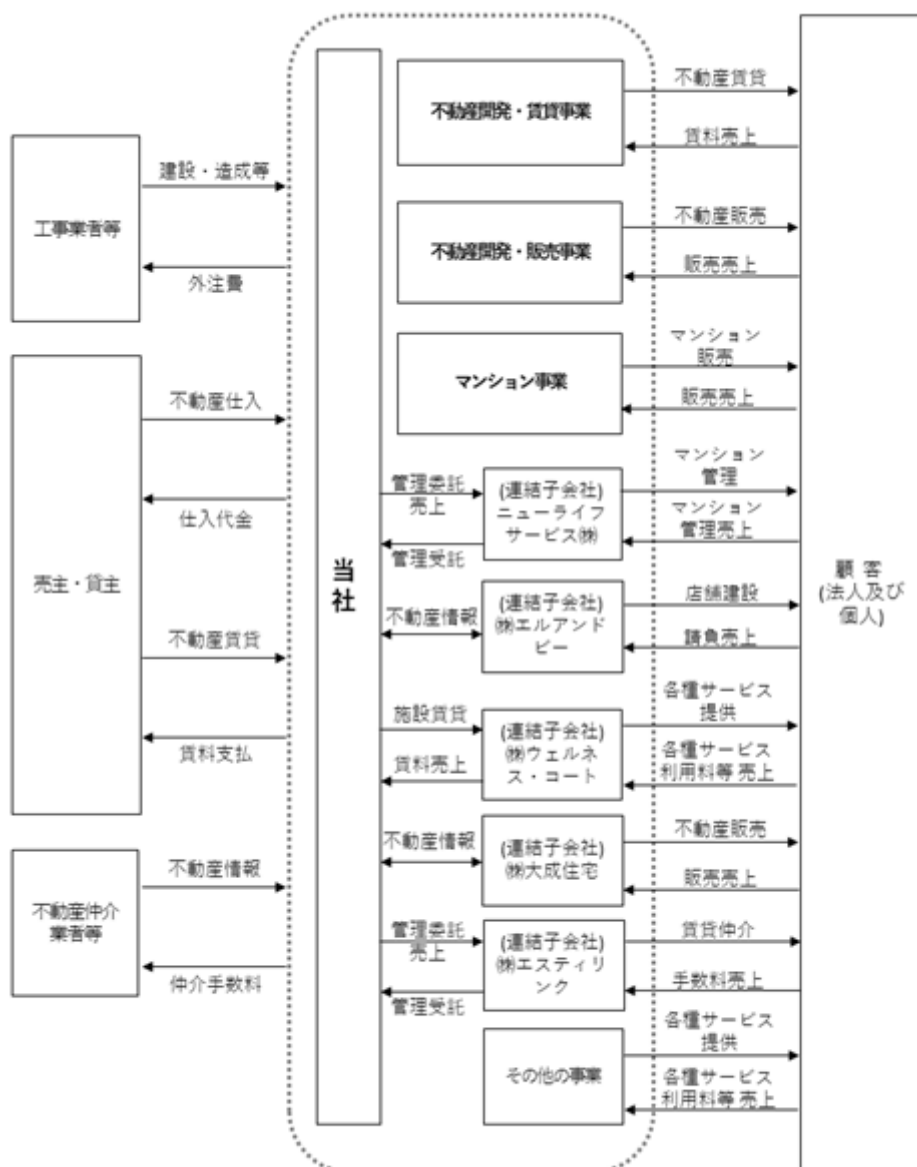 工事業者等
建設・造成等
外注費
売主・貸主
不動産仕入
仕入代金
不動産賃貸
賃料支払
不動産仲介
業者等
不動産情報
仲介手数料
当社
不動産開発・賃貸事業
不動産賃貸
賃料売上
不動産開発・販売事業
不動産販売
販売売上
マンション事業
マンション
販売
販売売上
管理委託
売上
管理受託
(連結子会社)
ニューライフ
サービス㈱
マンション
管理
マンション
管理売上
不動産情報
(連結子会社)
㈱エルアンド
ビー
店舗建設
請負売上
施設賃貸
賃料売上
(連結子会社)
㈱ウェルネ
ス・コート
各種サービス
提供
各種サービス
利用料等 売上
不動産情報
(連結子会社)
㈱大成住宅
不動産販売
販売売上
管理委託
売上
管理受託
(連結子会社)
㈱エスティリ
ンク
賃貸仲介
手数料売上
その他の事業
各種サービス
提供
各種サービス
利用料等 売上
顧 客
(法人及び
個人)